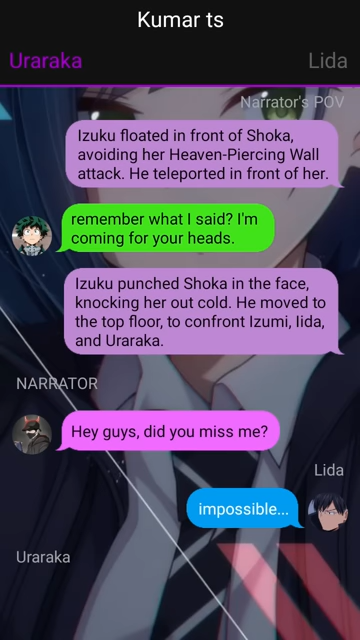 Kumar ts
Uraraka
Lida
Narrator's POV
Izuku floated in front of Shoka,
avoiding her Heaven-Piercing Wall
attack. He teleported in front of her.
remember what I said? I'm
coming for your heads.
Izuku punched Shoka in the face,
knocking her out cold. He moved to
the top floor, to confront Izumi, Iida,
and Uraraka.
NARRATOR
Hey guys, did you miss me?
Lida
impossible...
Uraraka